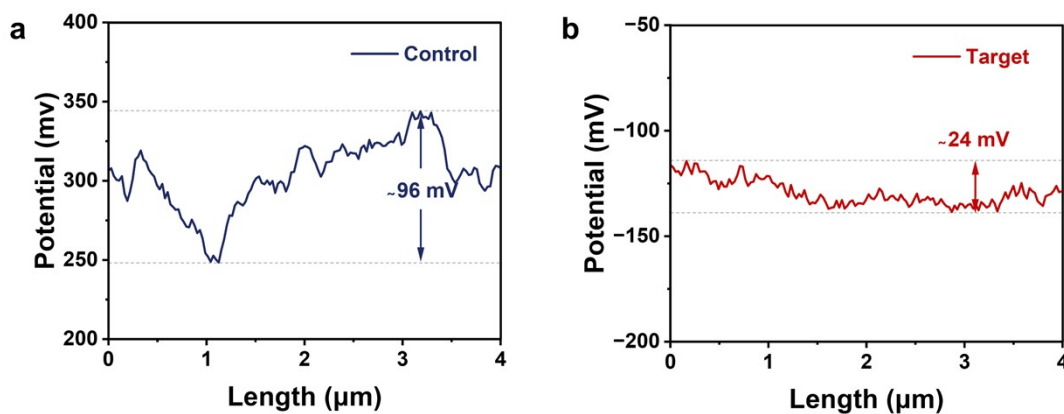 a
Control
400
350
300
250
200
Potential (mv)
~96 mV
0 1 2 3 4
Length (μm)
b
Target
−50
−100
−150
−200
Potential (mV)
~24 mV
0 1 2 3 4
Length (μm)